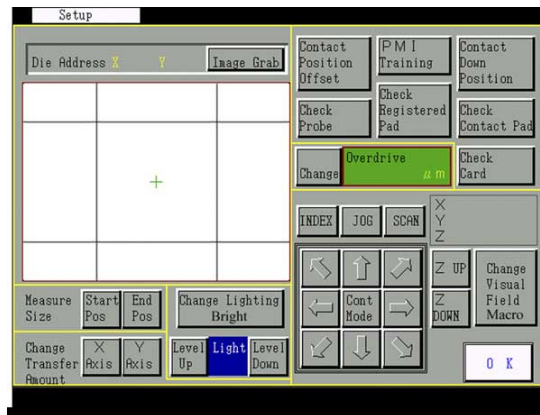 Setup
Die Address X Y
Image Grab
Contact
Position
Offset
PMI
Training
Contact
Down
Position
Check
Probe
Check
Registered
Pad
Check
Contact Pad
Change
Overdrive
μm
Check
Card
INDEX
JOG
SCAN
X
Y
Z
Cont
Mode
Z UP
Z
DOWN
Change
Visual
Field
Macro
Measure
Size
Start
Pos
End
Pos
Change Lighting
Bright
Change
Transfer
Amount
X
Axis
Y
Axis
Level
Up
Light
Level
Down
O K